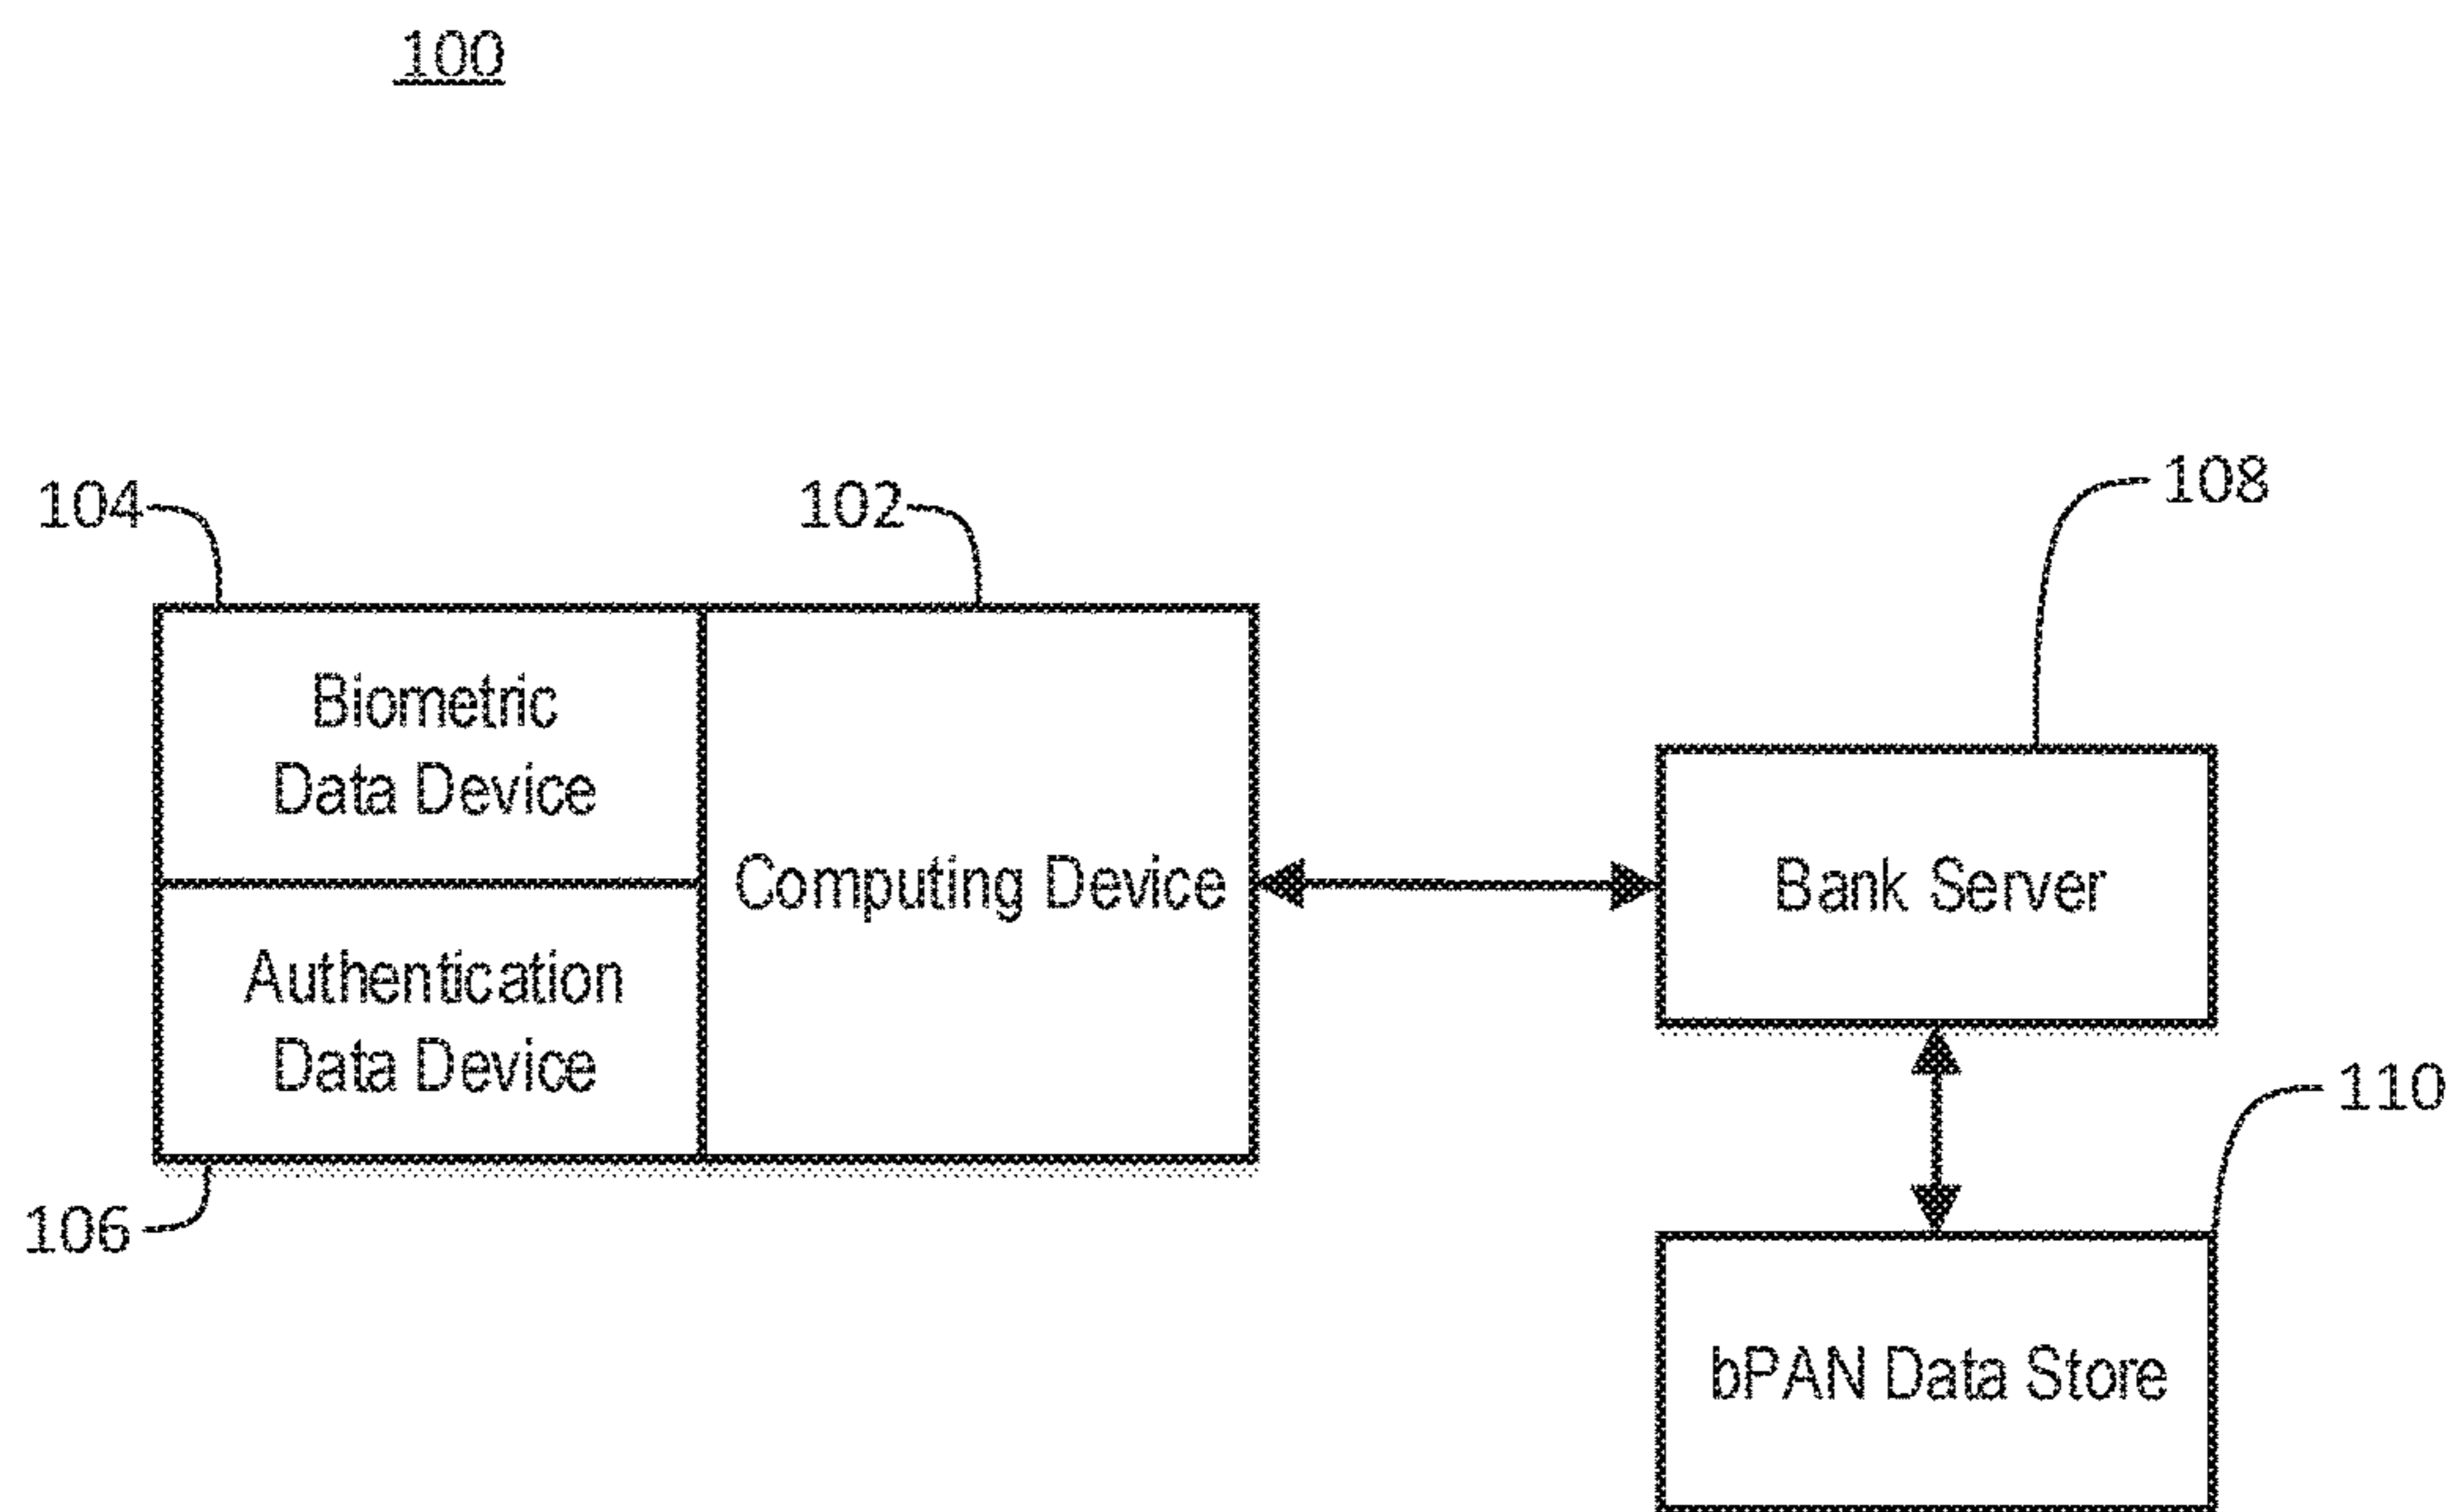 100
104
102
108
Biometric
Data Device
Computing Device
Bank Server
Authentication
Data Device
110
106
bPAN Data Store